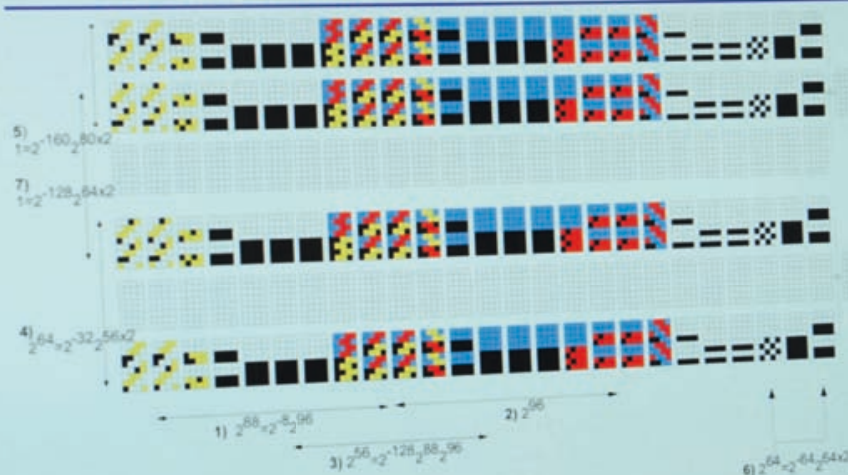 5)
1=2^-160 2^80x2
7)
1=2^-128 2^64x2
4)
2^64=2^-32 2^56x2
1) 2^88=2^-8 2^96
2) 2^96
3) 2^56=2^-128 2^88 2^96
6) 2^64=2^-64 2^64x2